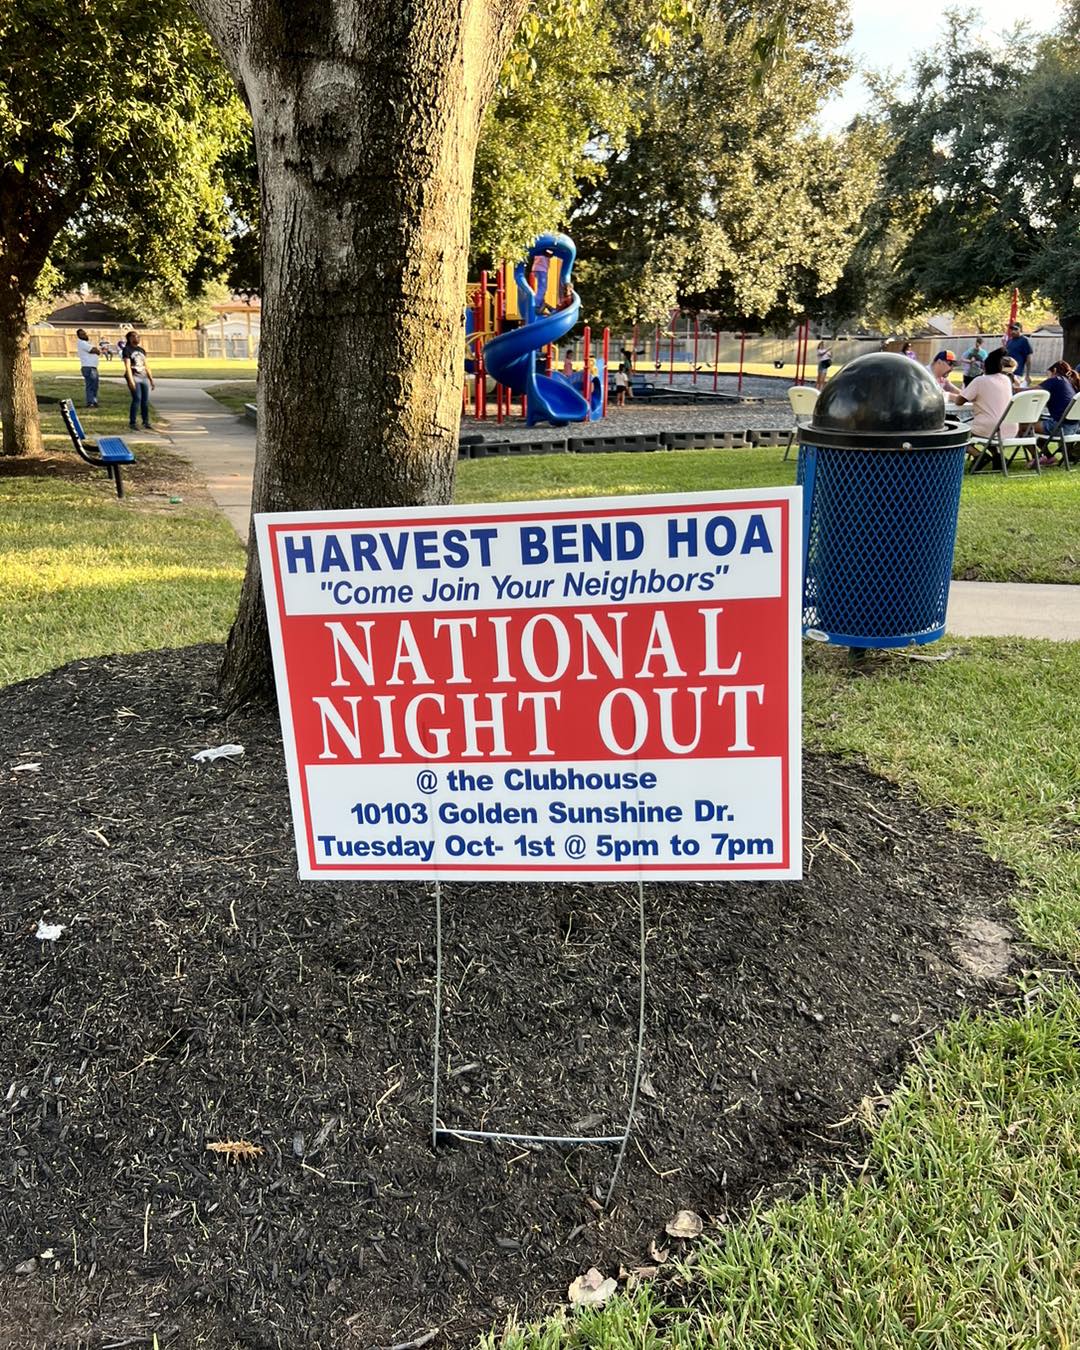 HARVEST BEND HOA
"Come Join Your Neighbors"
NATIONAL
NIGHT OUT
@ the Clubhouse
10103 Golden Sunshine Dr.
Tuesday Oct- 1st @ 5pm to 7pm